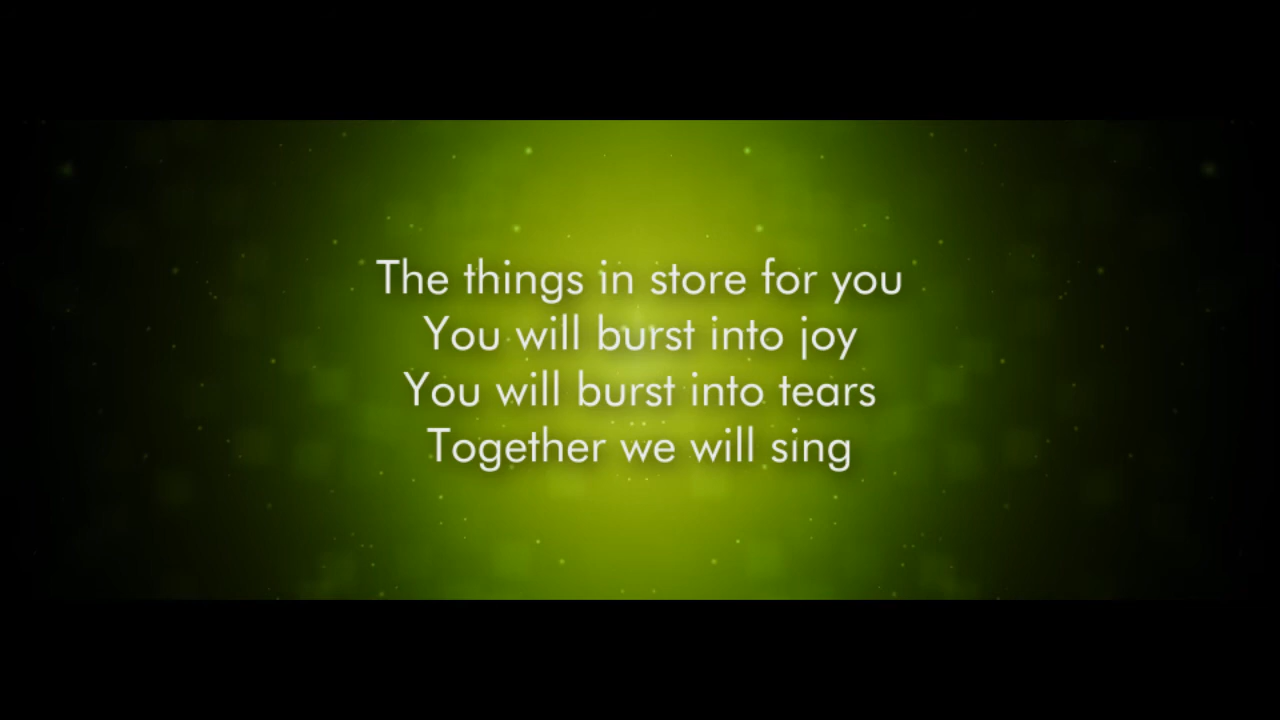 The things in store for you
You will burst into joy
You will burst into tears
Together we will sing